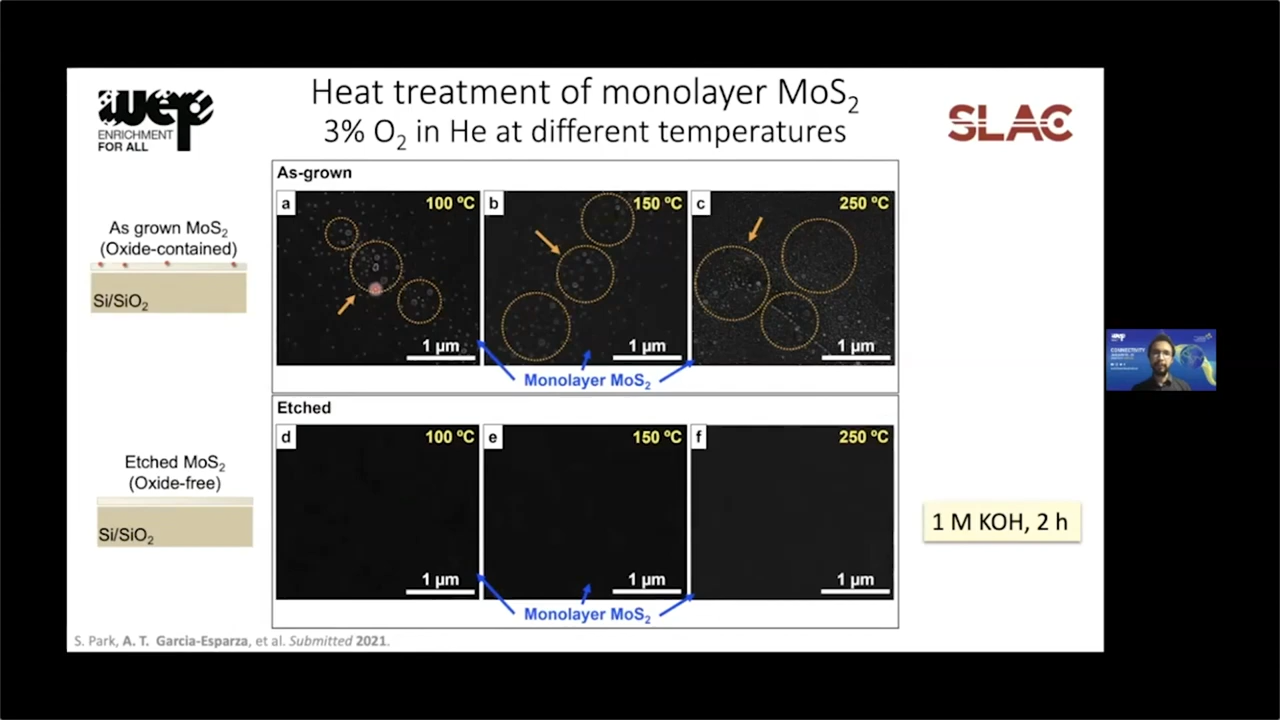 iwep
ENRICHMENT
FOR ALL
Heat treatment of monolayer MoS₂
3% O₂ in He at different temperatures
SLAC
As-grown
As grown MoS₂
(Oxide-contained)
Si/SiO₂
a
100 ºC
1 µm
b
150 ºC
1 µm
c
250 ºC
1 µm
Monolayer MoS₂
Etched
Etched MoS₂
(Oxide-free)
Si/SiO₂
d
100 ºC
1 µm
e
150 ºC
1 µm
f
250 ºC
1 µm
Monolayer MoS₂
1 M KOH, 2 h
S. Park, A. T. Garcia-Esparza, et al. Submitted 2021.
CONNECTIVITY